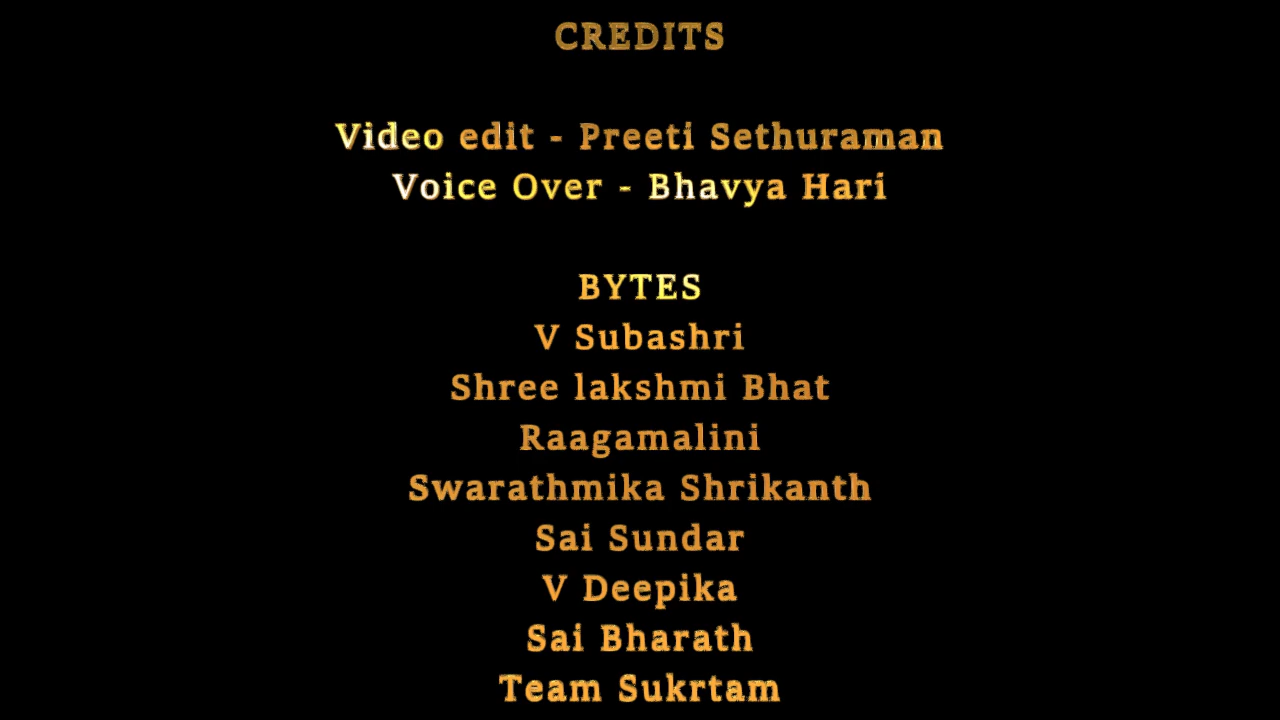 CREDITS
Video edit - Preeti Sethuraman
Voice Over - Bhavya Hari
BYTES
V Subashri
Shree lakshmi Bhat
Raagamalini
Swarathmika Shrikanth
Sai Sundar
V Deepika
Sai Bharath
Team Sukrtam